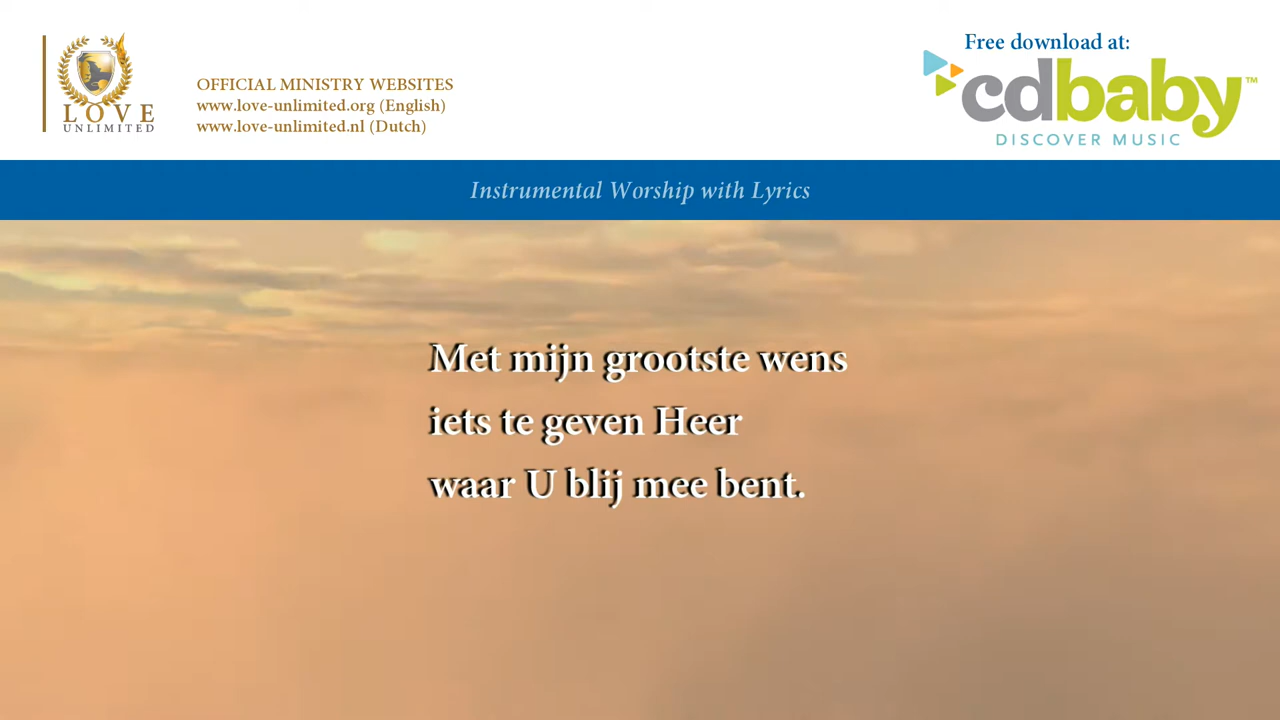 LOVE
UNLIMITED
OFFICIAL MINISTRY WEBSITES
www.love-unlimited.org (English)
www.love-unlimited.nl (Dutch)
Free download at:
cdbaby™
DISCOVER MUSIC
Instrumental Worship with Lyrics
Met mijn grootste wens
iets te geven Heer
waar U blij mee bent.